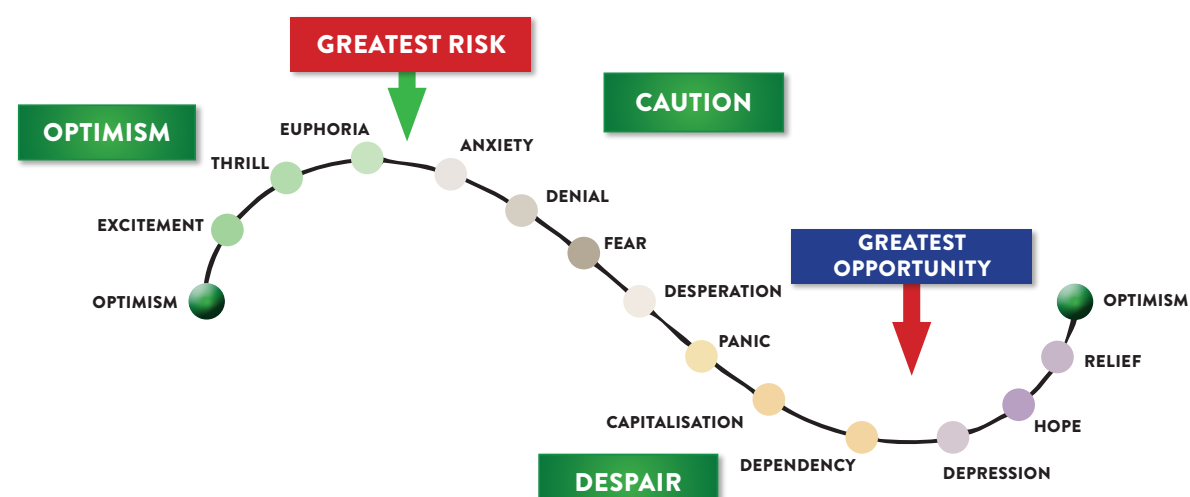 GREATEST RISK
CAUTION
OPTIMISM
EUPHORIA
ANXIETY
THRILL
DENIAL
EXCITEMENT
FEAR
GREATEST
OPPORTUNITY
DESPERATION
OPTIMISM
OPTIMISM
PANIC
RELIEF
CAPITALISATION
HOPE
DEPENDENCY
DEPRESSION
DESPAIR